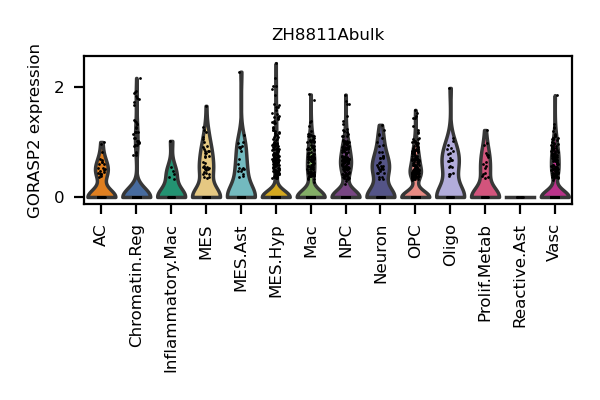 ZH8811Abulk
GORASP2 expression
2
0
AC
Chromatin.Reg
Inflammatory.Mac
MES
MES.Ast
MES.Hyp
Mac
NPC
Neuron
OPC
Oligo
Prolif.Metab
Reactive.Ast
Vasc